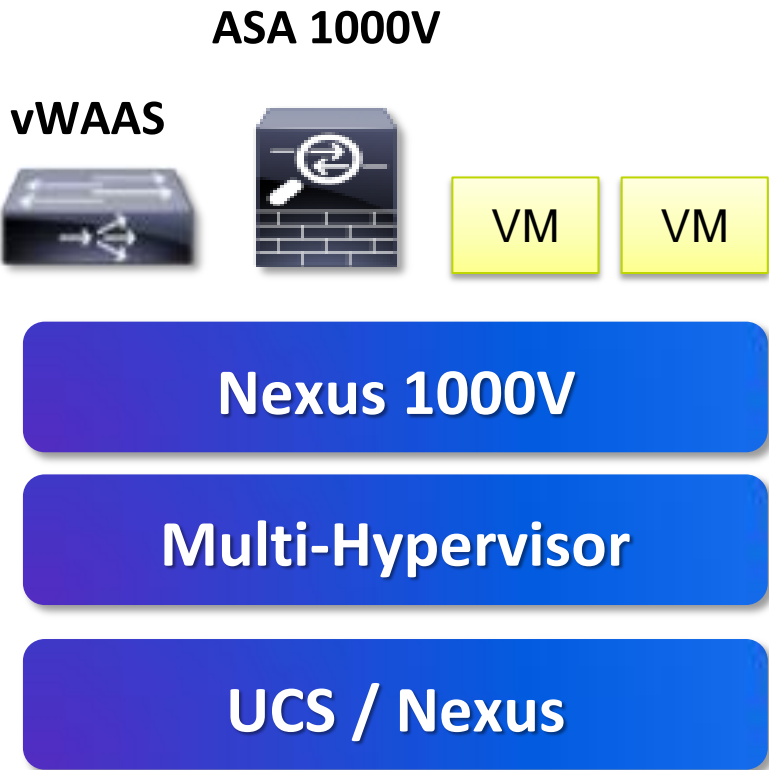 ASA 1000V
vWAAS
VM VM
Nexus 1000V
Multi-Hypervisor
UCS / Nexus